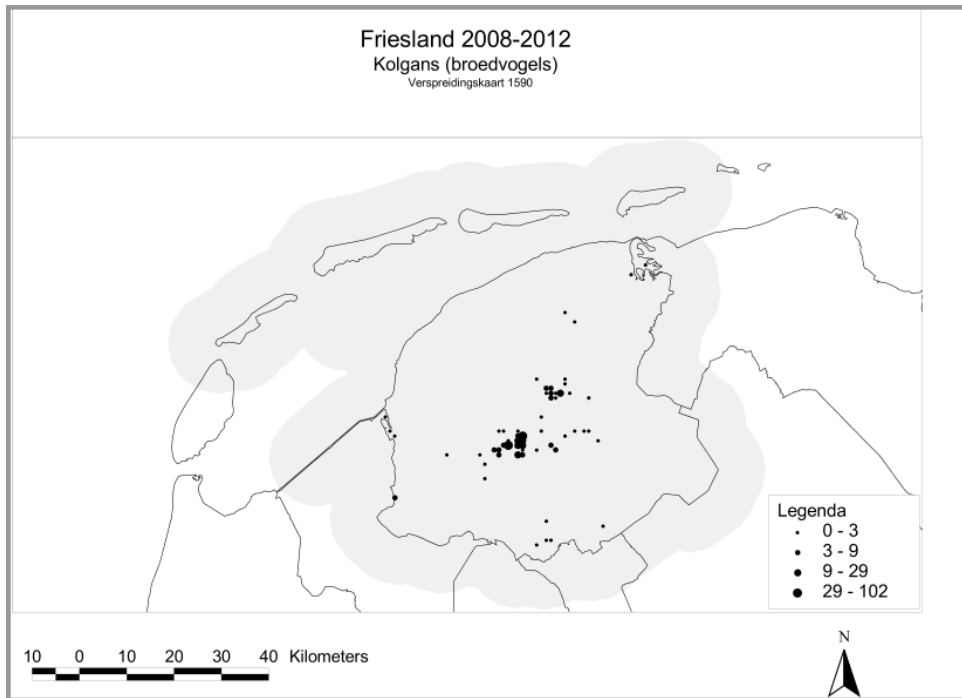 Friesland 2008-2012
Kolgans (broedvogels)
Verspreidingskaart 1590
Legenda
0 - 3
3 - 9
9 - 29
29 - 102
10 0 10 20 30 40 Kilometers
N